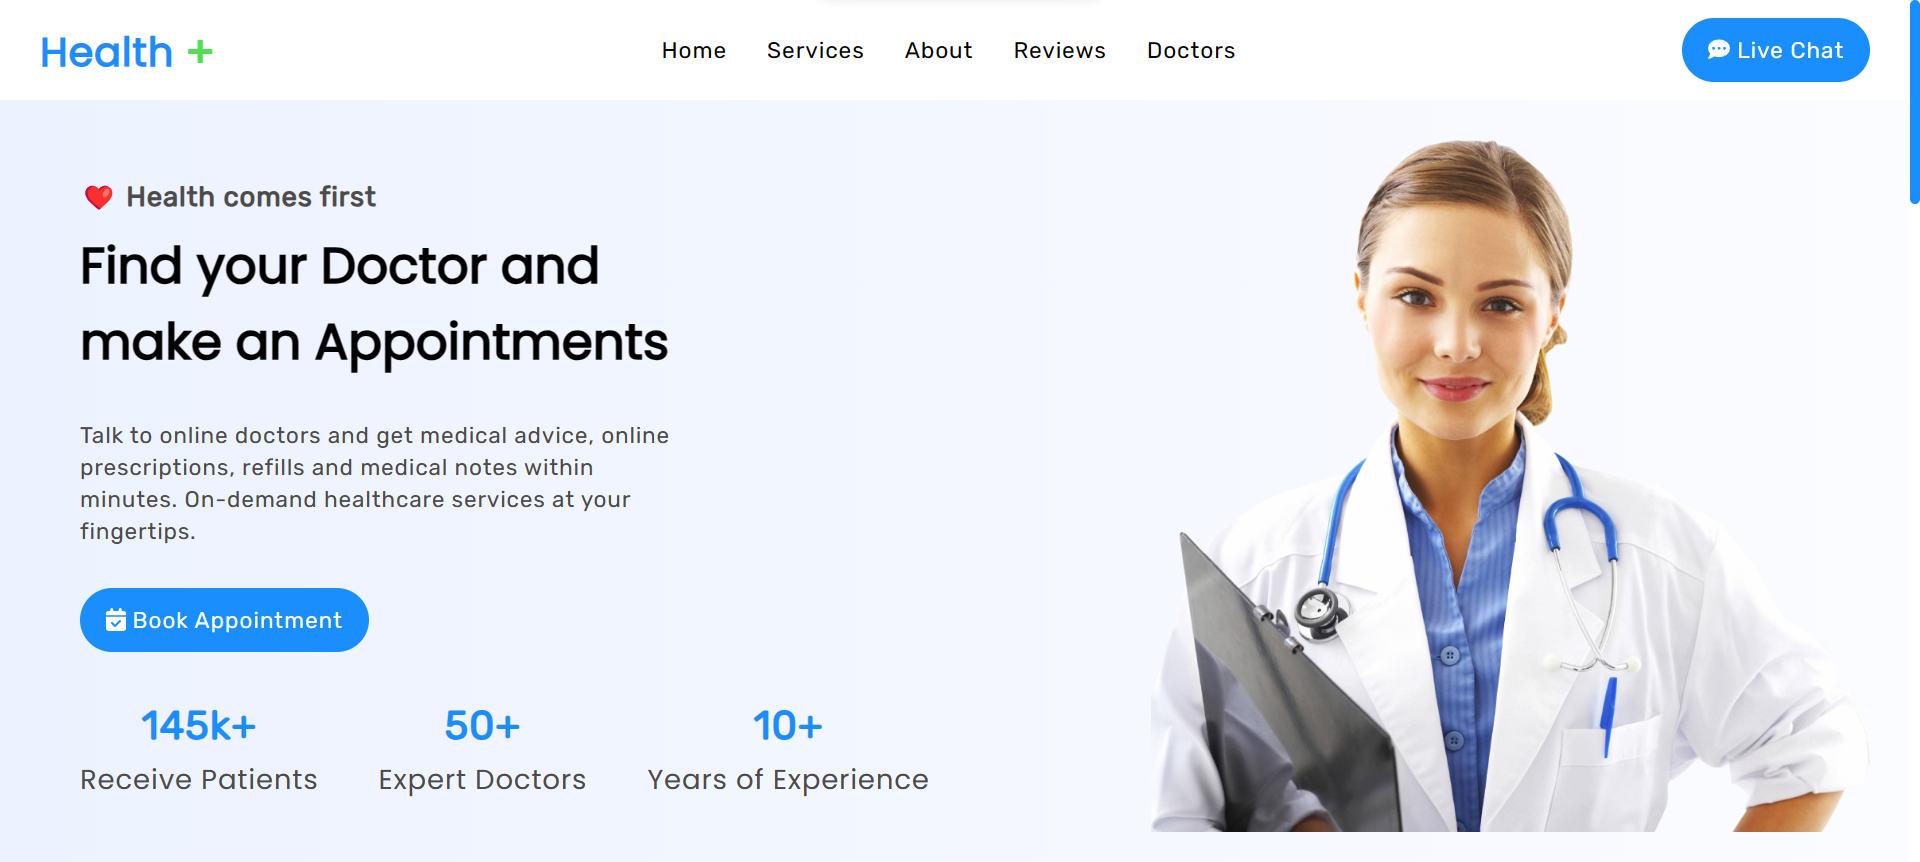 Health +
Home Services About Reviews Doctors
Live Chat
Health comes first
Find your Doctor and
make an Appointments
Talk to online doctors and get medical advice, online
prescriptions, refills and medical notes within
minutes. On-demand healthcare services at your
fingertips.
Book Appointment
145k+ 50+ 10+
Receive Patients Expert Doctors Years of Experience